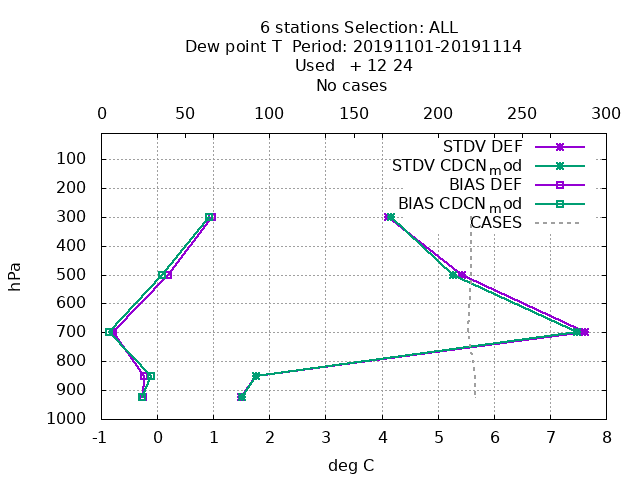 6 stations Selection: ALL
Dew point T  Period: 20191101-20191114
Used   + 12 24
No cases
0 50 100 150 200 250 300
STDV DEF
STDV CDCNmod
BIAS DEF
BIAS CDCNmod
CASES
100
200
300
400
500
600
700
800
900
1000
hPa
-1 0 1 2 3 4 5 6 7 8
deg C